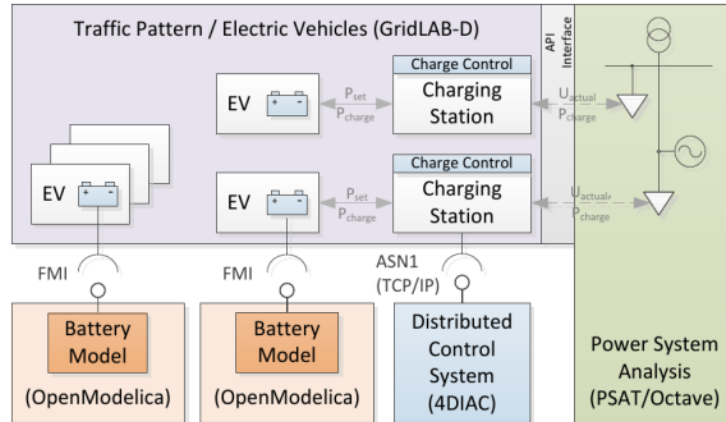 Traffic Pattern / Electric Vehicles (GridLAB-D)
API
Interface
Charge Control
Charging
Station
EV
+ -
Pset
Pcharge
Uactual
Pcharge
Charge Control
Charging
Station
EV
+ -
EV
+ -
Pset
Pcharge
Uactual
Pcharge
FMI
FMI
ASN1
(TCP/IP)
Battery
Model
(OpenModelica)
Battery
Model
(OpenModelica)
Distributed
Control
System
(4DIAC)
Power System
Analysis
(PSAT/Octave)